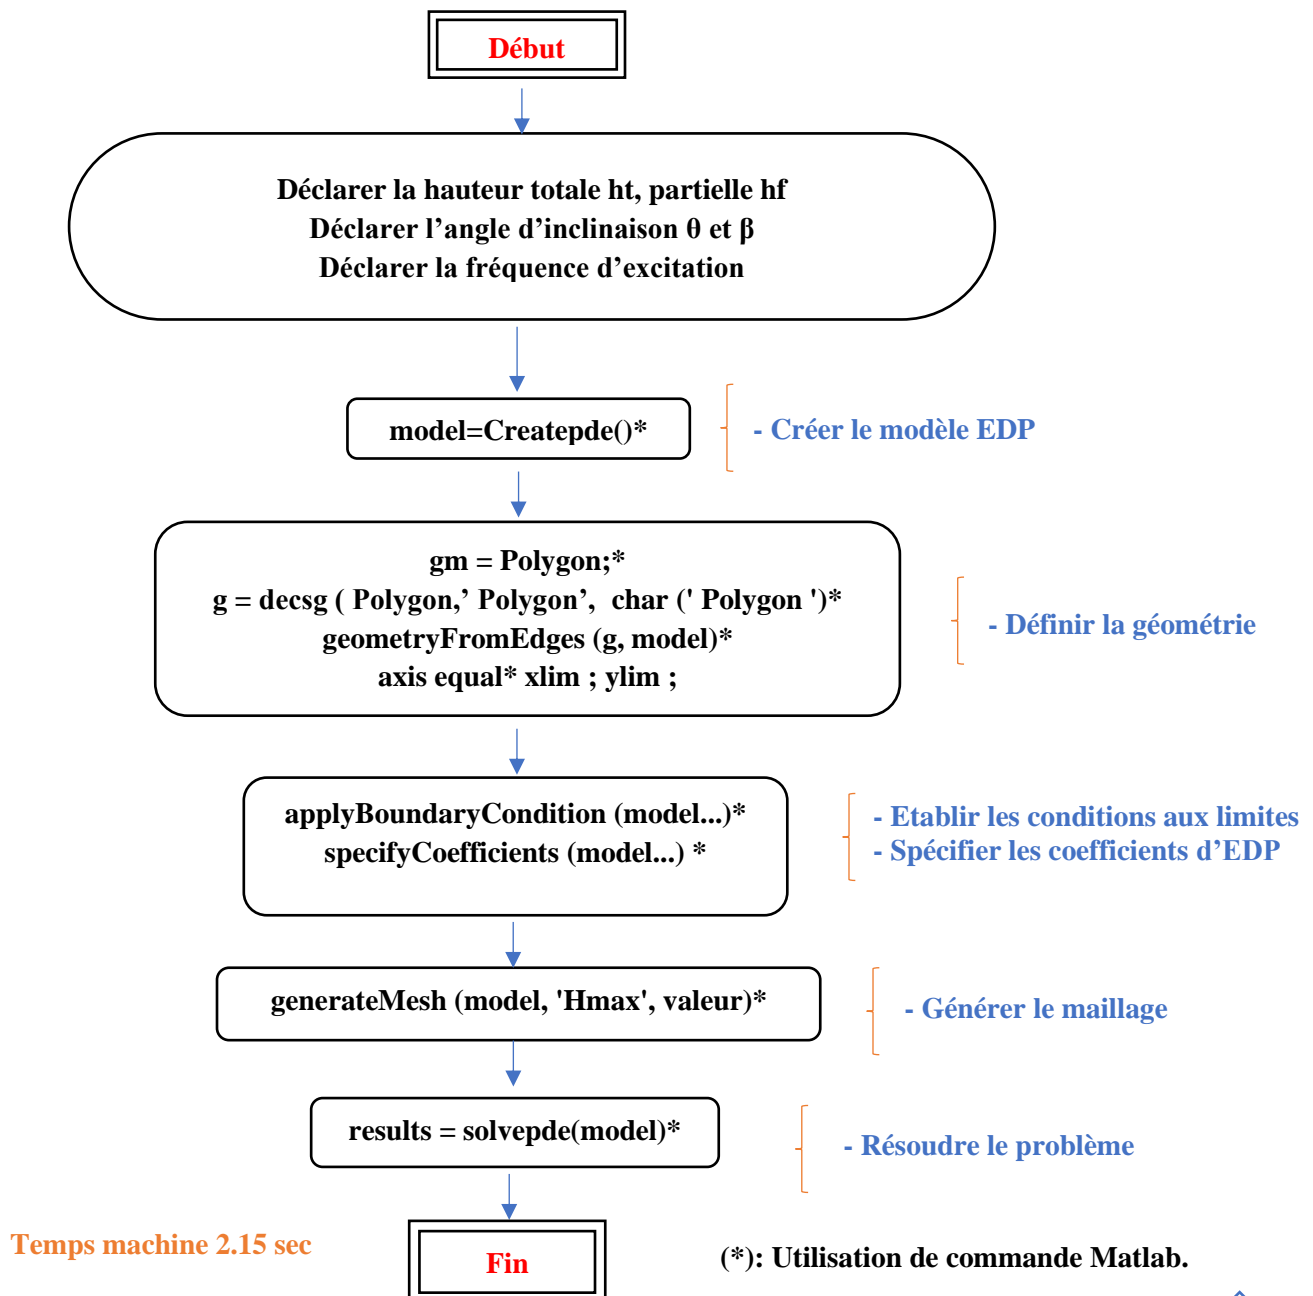 Début
Déclarer la hauteur totale ht, partielle hf
Déclarer l’angle d’inclinaison θ et β
Déclarer la fréquence d’excitation
model=Createpde()*
- Créer le modèle EDP
gm = Polygon;*
g = decsg ( Polygon,’ Polygon’, char (' Polygon ')*
geometryFromEdges (g, model)*
axis equal* xlim ; ylim ;
- Définir la géométrie
applyBoundaryCondition (model...)*
specifyCoefficients (model...) *
- Etablir les conditions aux limites
- Spécifier les coefficients d’EDP
generateMesh (model, 'Hmax', valeur)*
- Générer le maillage
results = solvepde(model)*
- Résoudre le problème
Temps machine 2.15 sec
Fin
(*): Utilisation de commande Matlab.